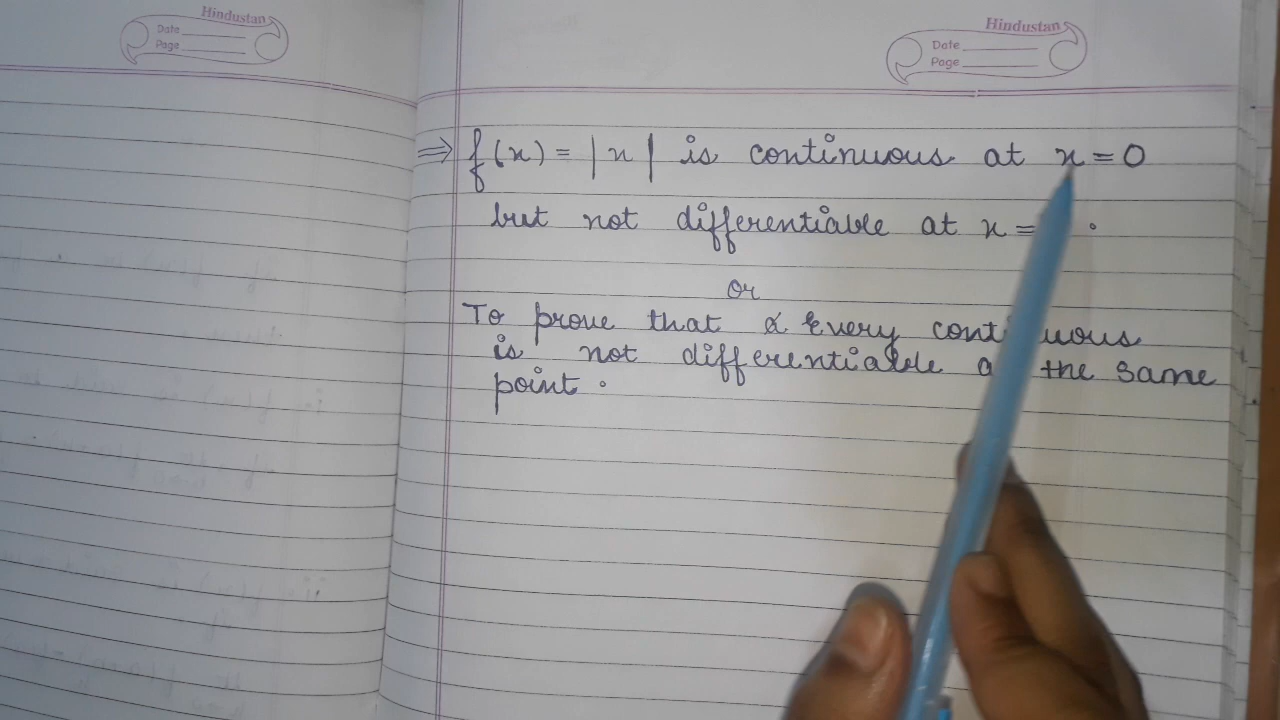 Hindustan
Date
Page
Hindustan
Date
Page
⇒ f(x) = |x| is continuous at x = 0
but not differentiable at x = .
or
To prove that every continuous
is not differentiable the same
point.